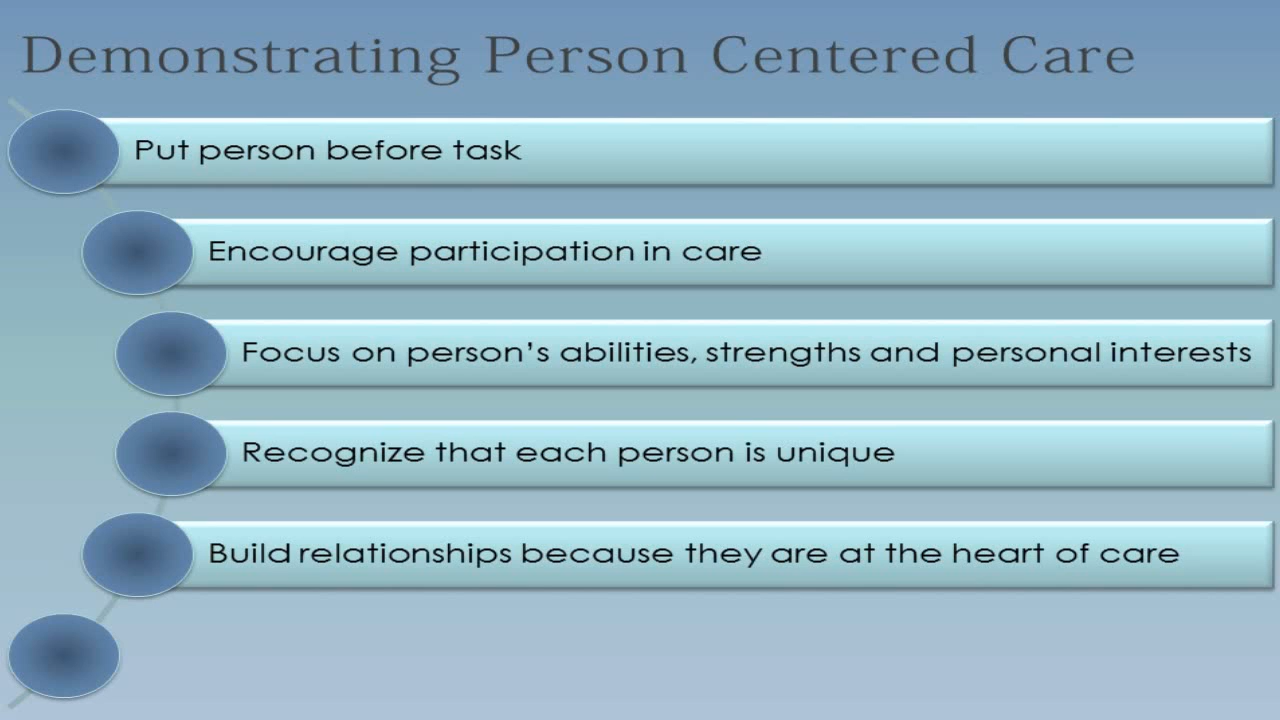 Demonstrating Person Centered Care
Put person before task
Encourage participation in care
Focus on person’s abilities, strengths and personal interests
Recognize that each person is unique
Build relationships because they are at the heart of care